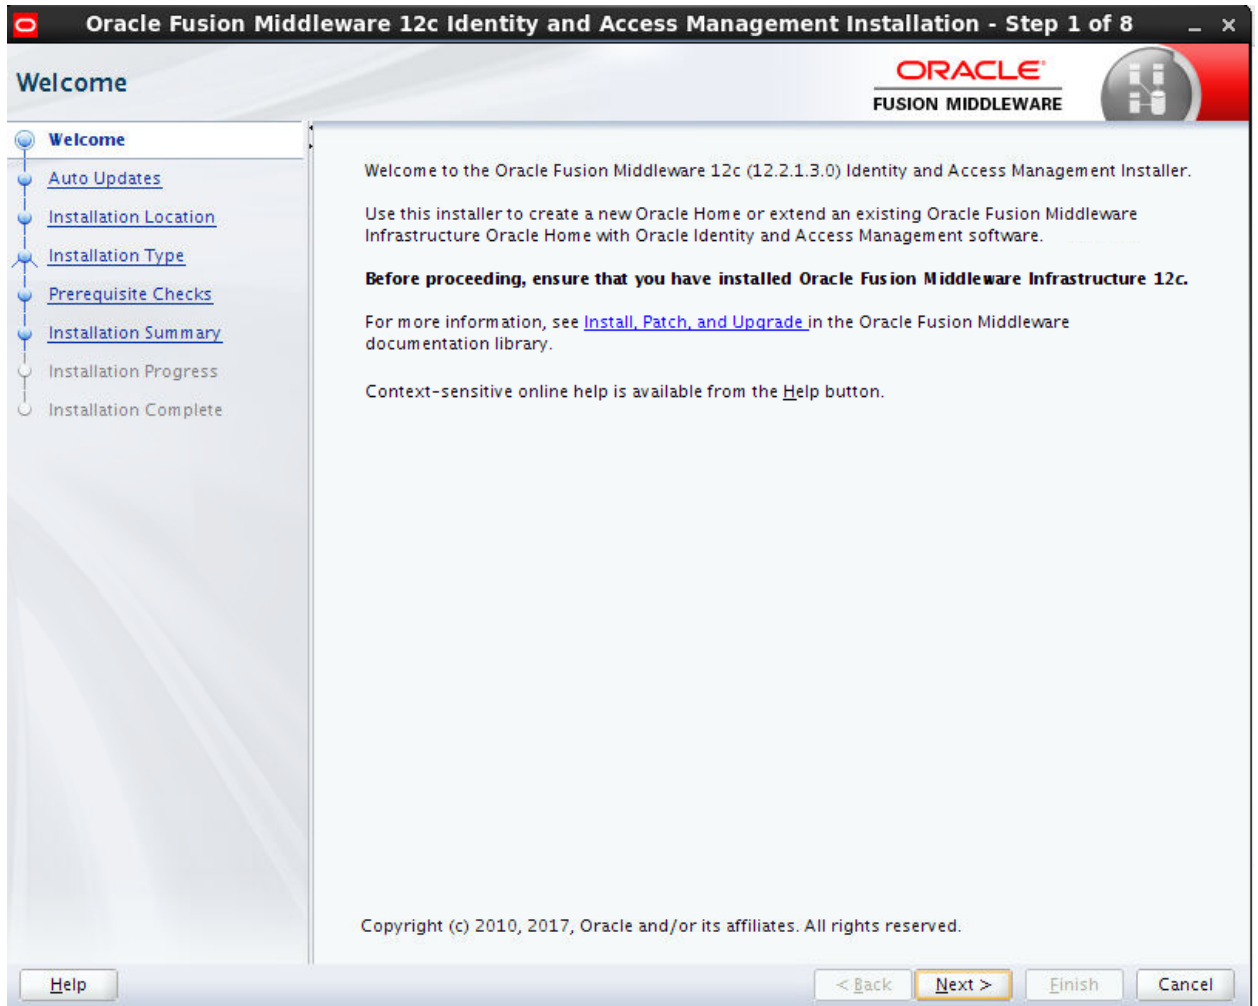 Oracle Fusion Middleware 12c Identity and Access Management Installation - Step 1 of 8
Welcome
ORACLE
FUSION MIDDLEWARE
Welcome
Auto Updates
Installation Location
Installation Type
Prerequisite Checks
Installation Summary
Installation Progress
Installation Complete
Welcome to the Oracle Fusion Middleware 12c (12.2.1.3.0) Identity and Access Management Installer.
Use this installer to create a new Oracle Home or extend an existing Oracle Fusion Middleware
Infrastructure Oracle Home with Oracle Identity and Access Management software.
Before proceeding, ensure that you have installed Oracle Fusion Middleware Infrastructure 12c.
For more information, see Install, Patch, and Upgrade in the Oracle Fusion Middleware
documentation library.
Context-sensitive online help is available from the Help button.
Copyright (c) 2010, 2017, Oracle and/or its affiliates. All rights reserved.
Help
< Back
Next >
Finish
Cancel